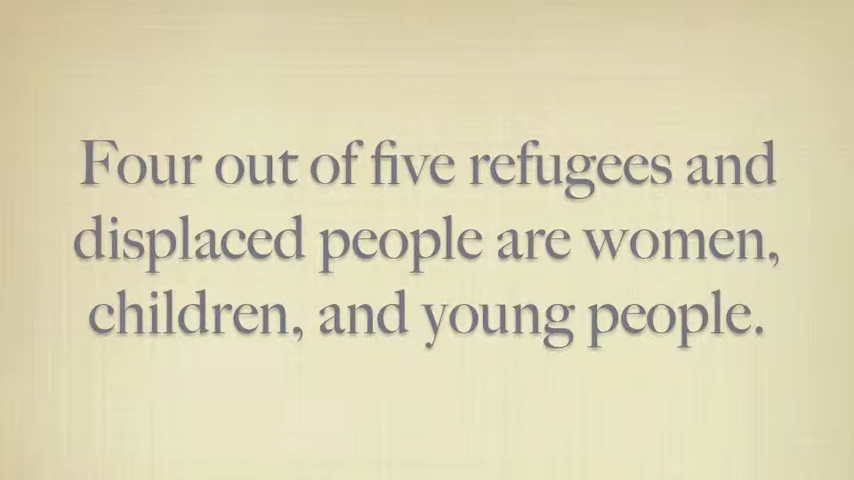 Four out of five refugees and
displaced people are women,
children, and young people.